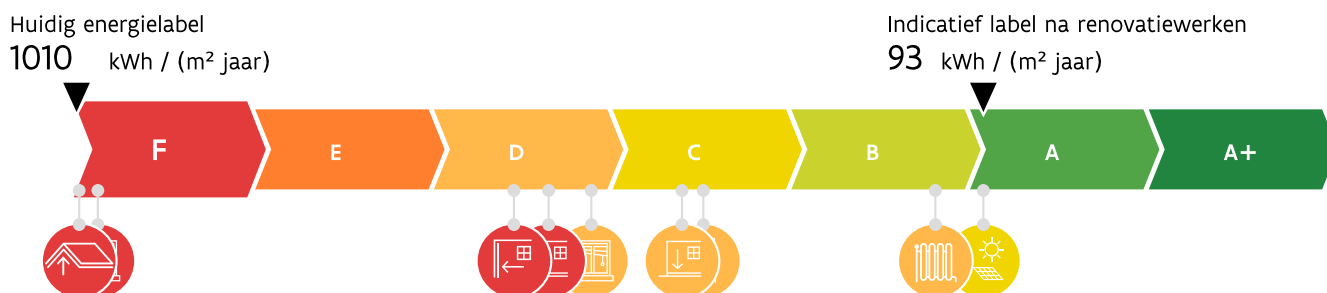 Huidig energielabel
1010 kWh / (m² jaar)
Indicatief label na renovatiewerken
93 kWh / (m² jaar)
F E D C B A A+